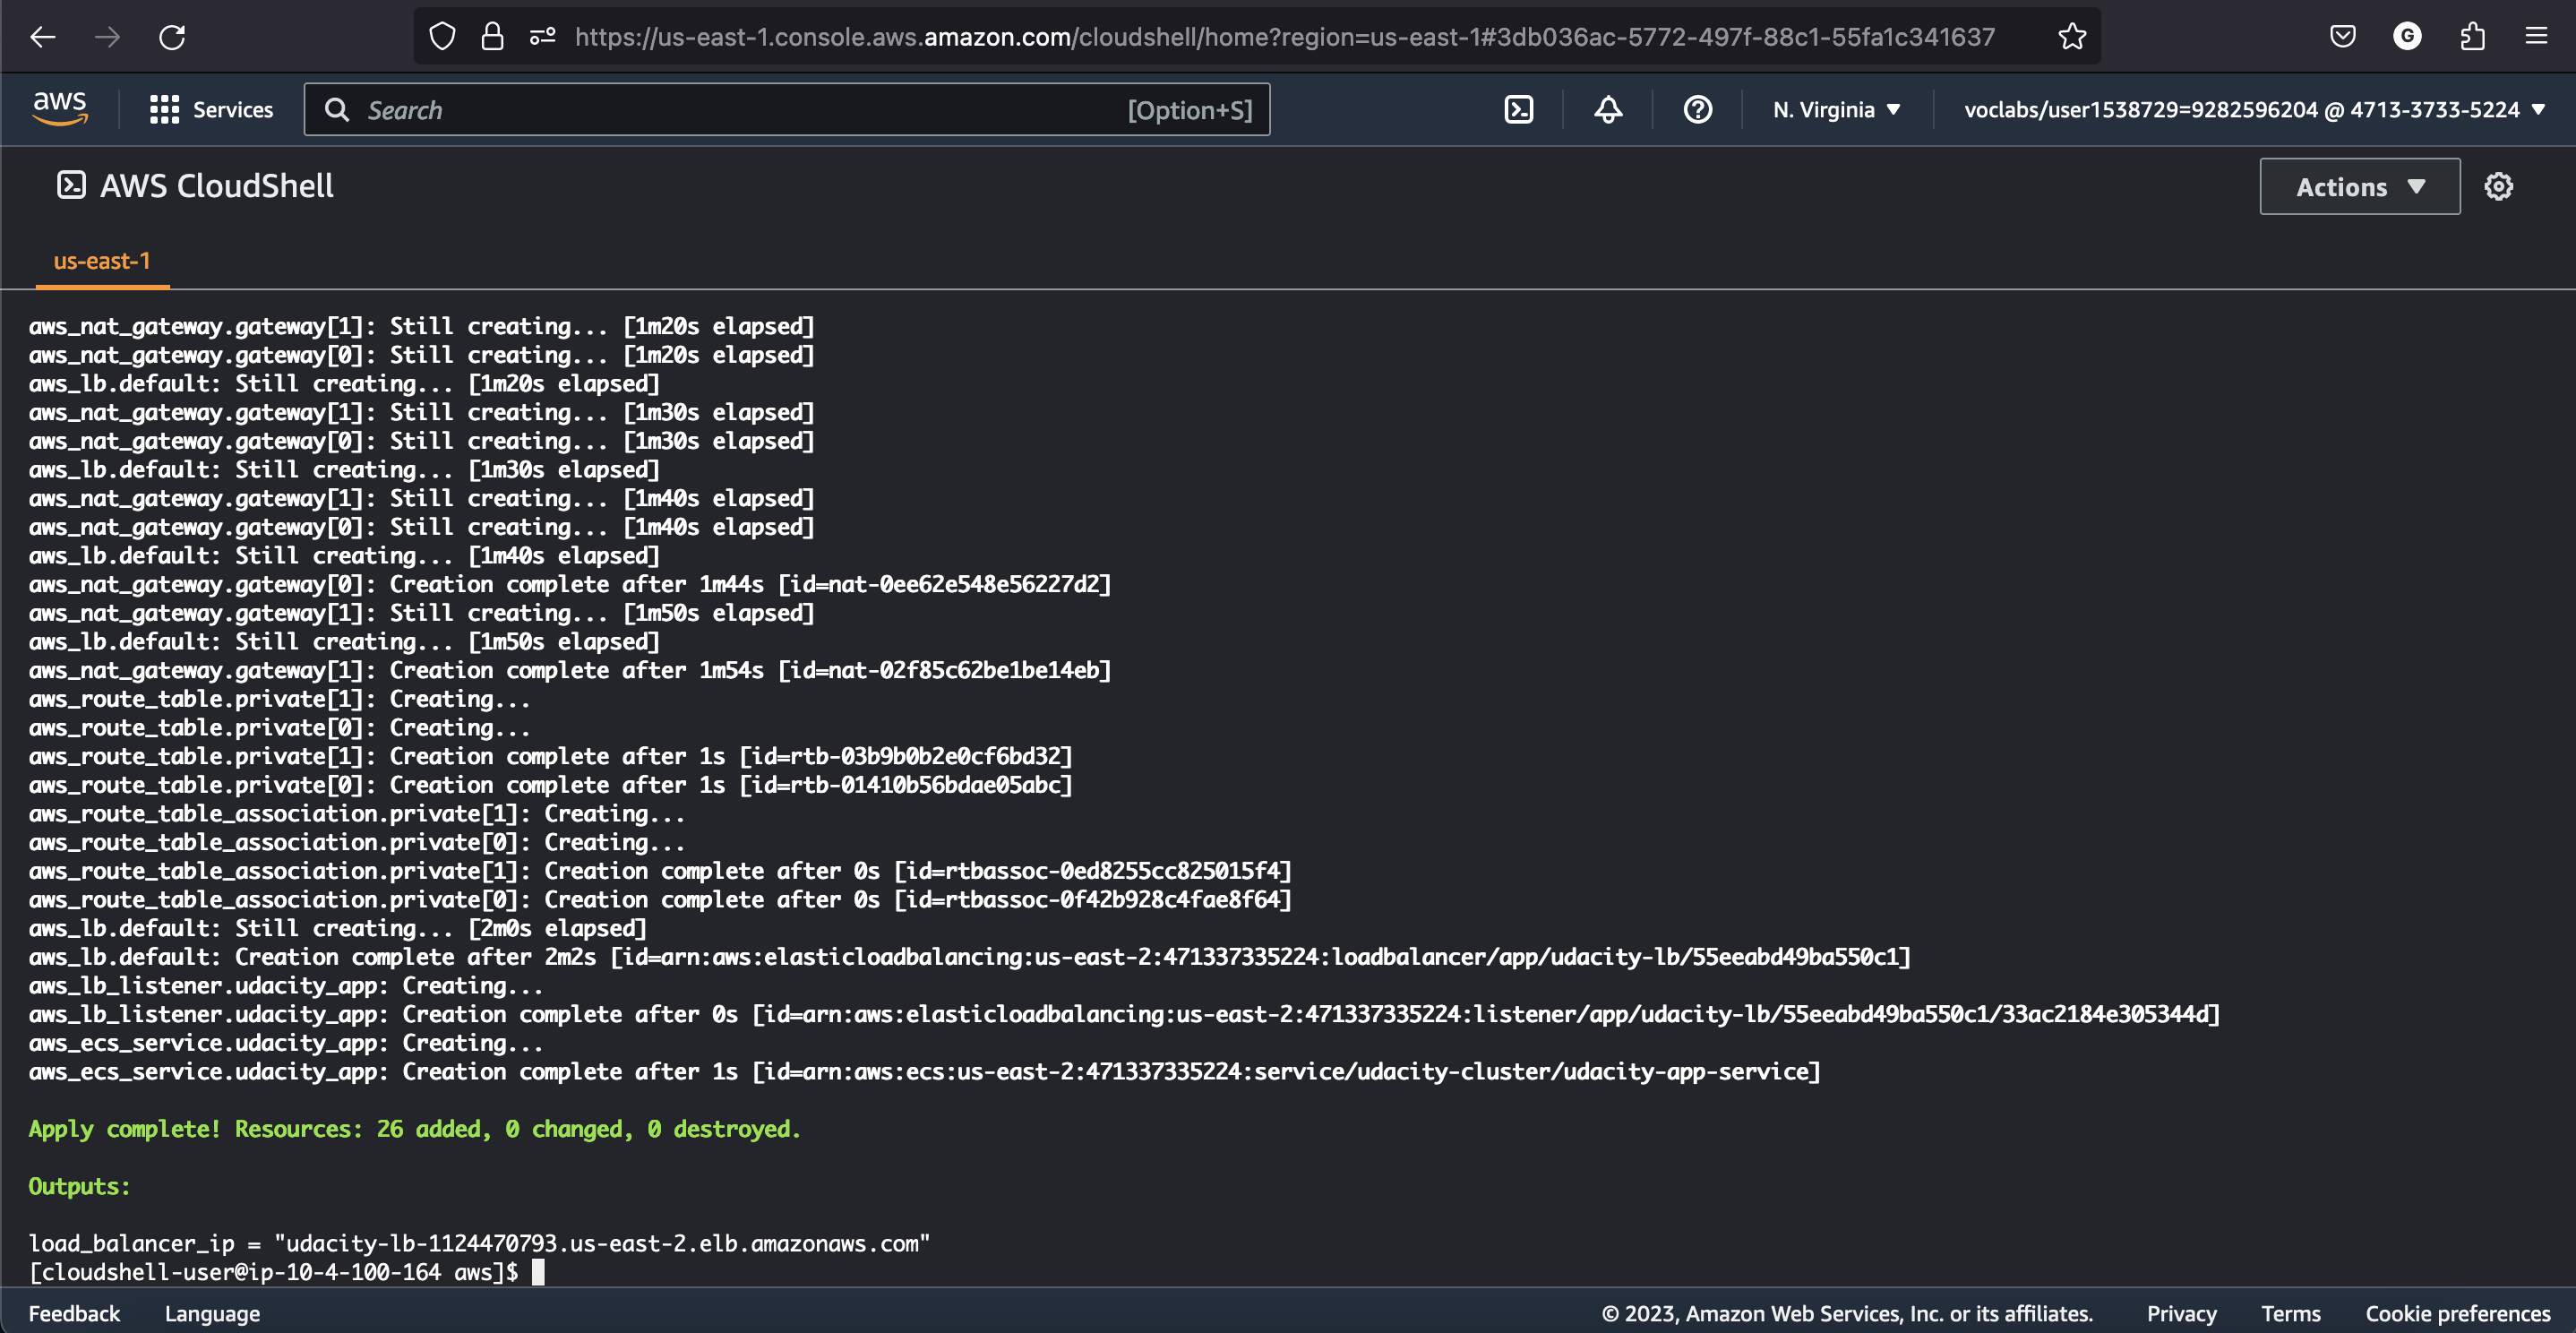 https://us-east-1.console.aws.amazon.com/cloudshell/home?region=us-east-1#3db036ac-5772-497f-88c1-55fa1c341637
G
aws
Services
Search
[Option+S]
N. Virginia
voclabs/user1538729=9282596204 @ 4713-3733-5224
AWS CloudShell
Actions
us-east-1
aws_nat_gateway.gateway[1]: Still creating... [1m20s elapsed]
aws_nat_gateway.gateway[0]: Still creating... [1m20s elapsed]
aws_lb.default: Still creating... [1m20s elapsed]
aws_nat_gateway.gateway[1]: Still creating... [1m30s elapsed]
aws_nat_gateway.gateway[0]: Still creating... [1m30s elapsed]
aws_lb.default: Still creating... [1m30s elapsed]
aws_nat_gateway.gateway[1]: Still creating... [1m40s elapsed]
aws_nat_gateway.gateway[0]: Still creating... [1m40s elapsed]
aws_lb.default: Still creating... [1m40s elapsed]
aws_nat_gateway.gateway[0]: Creation complete after 1m44s [id=nat-0ee62e548e56227d2]
aws_nat_gateway.gateway[1]: Still creating... [1m50s elapsed]
aws_lb.default: Still creating... [1m50s elapsed]
aws_nat_gateway.gateway[1]: Creation complete after 1m54s [id=nat-02f85c62be1be14eb]
aws_route_table.private[1]: Creating...
aws_route_table.private[0]: Creating...
aws_route_table.private[1]: Creation complete after 1s [id=rtb-03b9b0b2e0cf6bd32]
aws_route_table.private[0]: Creation complete after 1s [id=rtb-01410b56bdae05abc]
aws_route_table_association.private[1]: Creating...
aws_route_table_association.private[0]: Creating...
aws_route_table_association.private[1]: Creation complete after 0s [id=rtbassoc-0ed8255cc825015f4]
aws_route_table_association.private[0]: Creation complete after 0s [id=rtbassoc-0f42b928c4fae8f64]
aws_lb.default: Still creating... [2m0s elapsed]
aws_lb.default: Creation complete after 2m2s [id=arn:aws:elasticloadbalancing:us-east-2:471337335224:loadbalancer/app/udacity-lb/55eeabd49ba550c1]
aws_lb_listener.udacity_app: Creating...
aws_lb_listener.udacity_app: Creation complete after 0s [id=arn:aws:elasticloadbalancing:us-east-2:471337335224:listener/app/udacity-lb/55eeabd49ba550c1/33ac2184e305344d]
aws_ecs_service.udacity_app: Creating...
aws_ecs_service.udacity_app: Creation complete after 1s [id=arn:aws:ecs:us-east-2:471337335224:service/udacity-cluster/udacity-app-service]
Apply complete! Resources: 26 added, 0 changed, 0 destroyed.
Outputs:
load_balancer_ip = "udacity-lb-1124470793.us-east-2.elb.amazonaws.com"
[cloudshell-user@ip-10-4-100-164 aws]$
Feedback
Language
© 2023, Amazon Web Services, Inc. or its affiliates.
Privacy
Terms
Cookie preferences